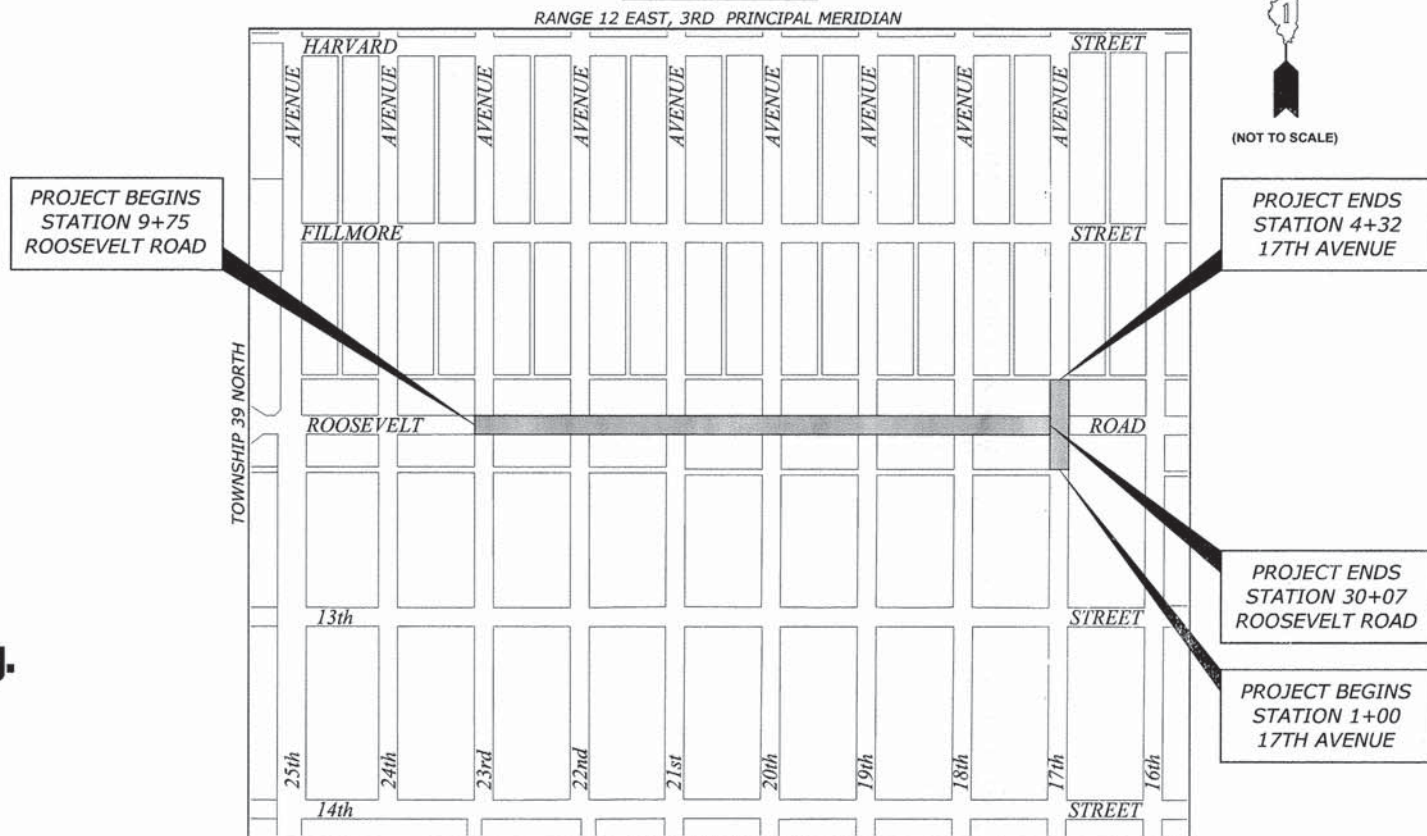 RANGE 12 EAST, 3RD PRINCIPAL MERIDIAN
HARVARD
STREET
AVENUE
AVENUE
AVENUE
AVENUE
AVENUE
AVENUE
AVENUE
AVENUE
AVENUE
1
(NOT TO SCALE)
PROJECT BEGINS
STATION 9+75
ROOSEVELT ROAD
PROJECT ENDS
STATION 4+32
17TH AVENUE
FILLMORE
STREET
TOWNSHIP 39 NORTH
ROOSEVELT
ROAD
PROJECT ENDS
STATION 30+07
ROOSEVELT ROAD
13th
STREET
PROJECT BEGINS
STATION 1+00
17TH AVENUE
25th
24th
23rd
22nd
21st
20th
19th
18th
17th
16th
14th
STREET